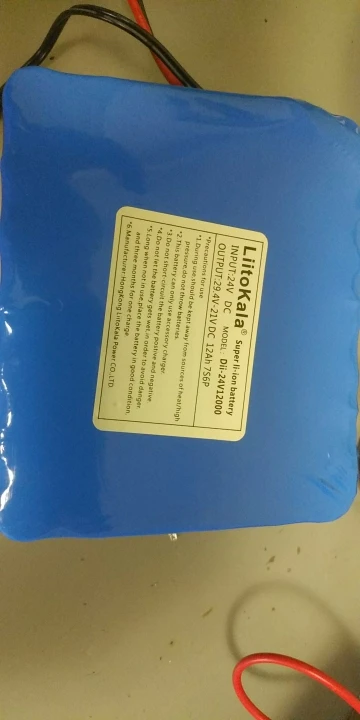 LiitoKala® Super li-ion battery
INPUT:24V DC MODEL: Dii-24V12000
OUTPUT:29.4V-21V DC 12Ah 7S6P
*Precautions for use
*1.During use,should be kept away from sources of heat/high
pressure,do not throw batteries.
*2.This battery can only use accessory charger.
*3.Do not short-circuit the battery positive and negative
*4.Do not let the battery gets wet,in order to avoid danger.
*5.Long when not in use,place the battery in good condition,
and three months for one charge.
*6.Manufacturer:HongKong LiitoKala Power CO.,LTD